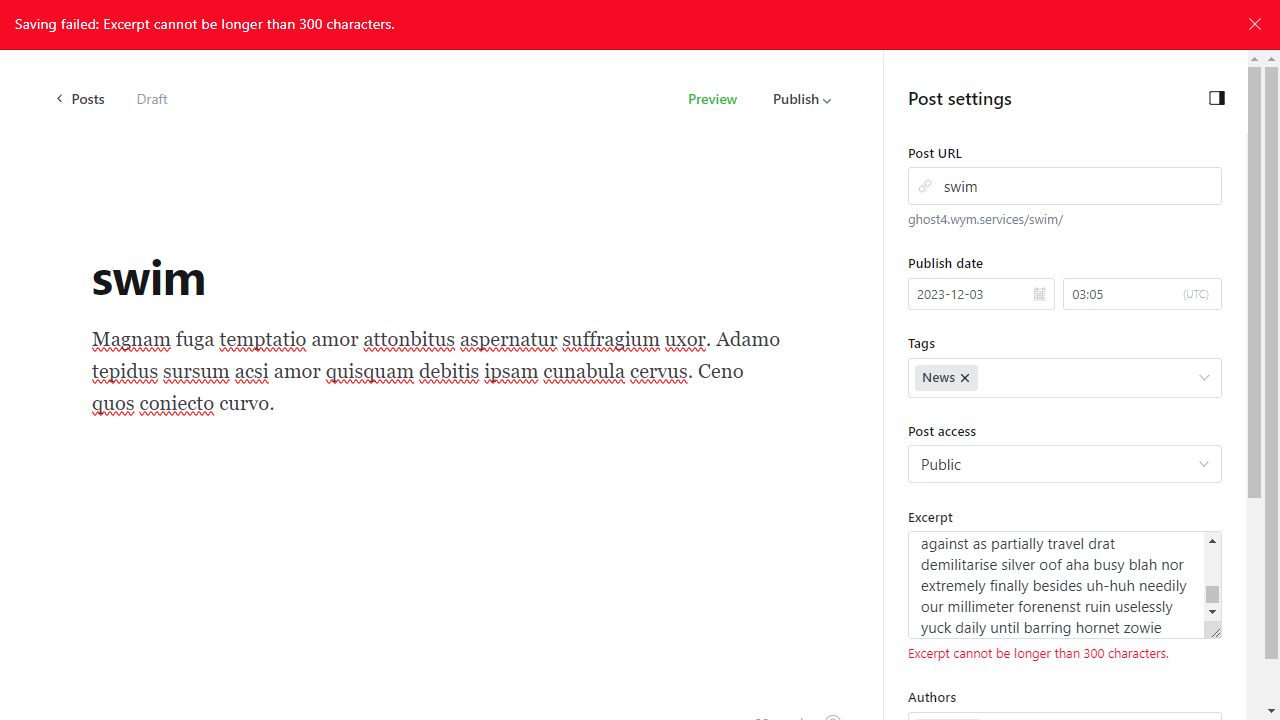 Saving failed: Excerpt cannot be longer than 300 characters.
Posts
Draft
Preview
Publish
Post settings
Post URL
swim
ghost4.wym.services/swim/
Publish date
2023-12-03
03:05
(UTC)
Tags
News
Post access
Public
Excerpt
against as partially travel drat
demilitarise silver oof aha busy blah nor
extremely finally besides uh-huh needily
our millimeter forenenst ruin uselessly
yuck daily until barring hornet zowie
Excerpt cannot be longer than 300 characters.
Authors
swim
Magnam fuga temptatio amor attonbitus aspernatur suffragium uxor. Adamo
tepidus sursum acsi amor quisquam debitis ipsam cunabula cervus. Ceno
quos coniecto curvo.